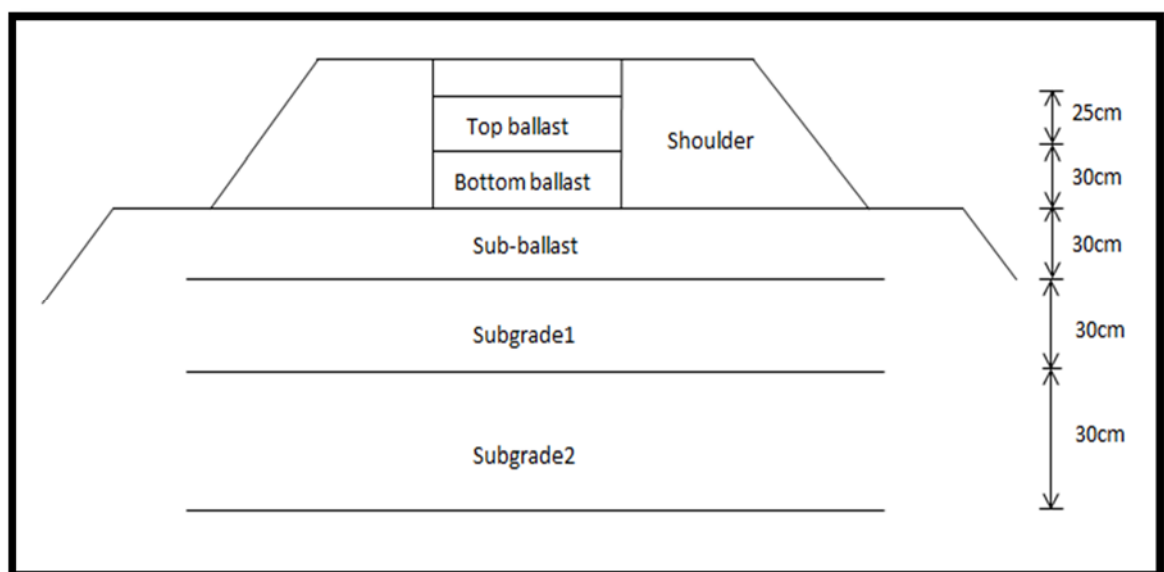 25cm
Top ballast
Shoulder
Bottom ballast
30cm
Sub-ballast
30cm
Subgrade1
30cm
Subgrade2
30cm